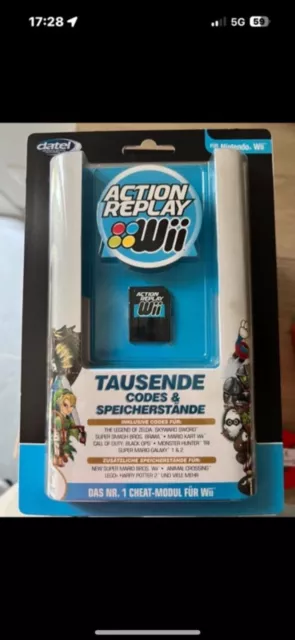 17:28
5G
59
datel
FÜR Nintendo Wii
ACTION
REPLAY
Wii
ACTION
REPLAY
Wii
TAUSENDE
CODES &
SPEICHERSTÄNDE
INKLUSIVE CODES FÜR:
THE LEGEND OF ZELDA: SKYWARD SWORD
SUPER SMASH BROS. BRAWL • MARIO KART Wii
CALL OF DUTY: BLACK OPS • MONSTER HUNTER TRI
SUPER MARIO GALAXY 1 & 2
ZUSÄTZLICHE SPEICHERSTÄNDE FÜR:
NEW SUPER MARIO BROS. Wii • ANIMAL CROSSING
LEGO: HARRY POTTER UND VIELE MEHR
DAS NR. 1 CHEAT-MODUL FÜR Wii